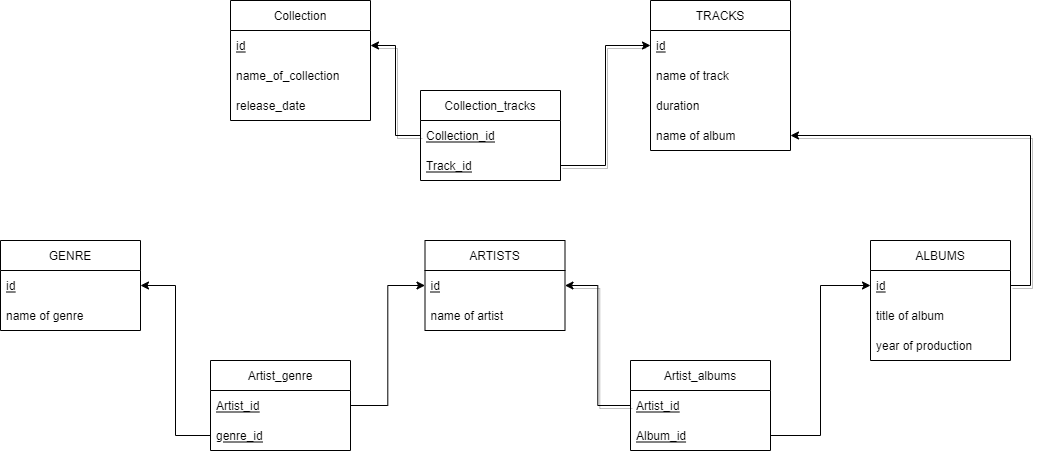 Collection
id
name_of_collection
release_date
Collection_tracks
Collection_id
Track_id
TRACKS
id
name of track
duration
name of album
GENRE
id
name of genre
Artist_genre
Artist_id
genre_id
ARTISTS
id
name of artist
Artist_albums
Artist_id
Album_id
ALBUMS
id
title of album
year of production